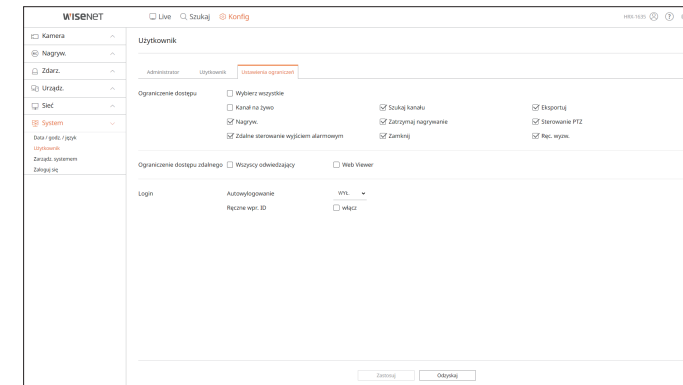 WISENET Live Szukaj Konfig HRX-1635
Kamera
Nagryw.
Zdarz.
Urządz.
Sieć
System
Data / godz. / język
Użytkownik
Zarządz. systemem
Zaloguj się
Użytkownik
Administrator Użytkownik Ustawienia ograniczeń
Ograniczenie dostępu Wybierz wszystkie
Kanał na żywo Szukaj kanału Eksportuj
Nagryw. Zatrzymaj nagrywanie Sterowanie PTZ
Zdalne sterowanie wyjściem alarmowym Zamknij Ręc. wyzw.
Ograniczenie dostępu zdalnego Wszyscy odwiedzający Web Viewer
Login Autowylogowanie WYŁ.
Ręczne wpr. ID włącz
Zastosuj Odzyskaj